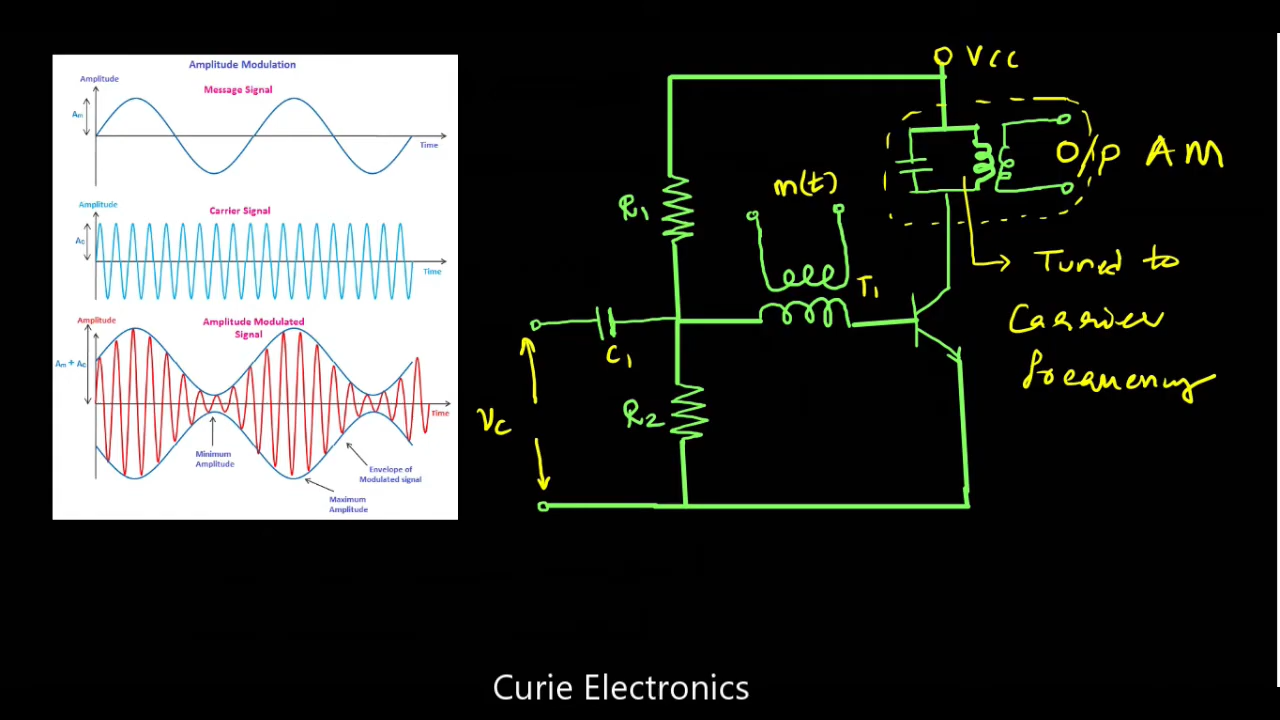 Amplitude Modulation
Amplitude
Message Signal
Am
Time
Amplitude
Carrier Signal
Ac
Time
Amplitude
Amplitude Modulated
Signal
Am + Ac
Time
Minimum
Amplitude
Envelope of
Modulated signal
Maximum
Amplitude
VCC
O/P AM
m(t)
R1
T1
Tuned to
Carrier
frequency
C1
Vc
R2
Curie Electronics